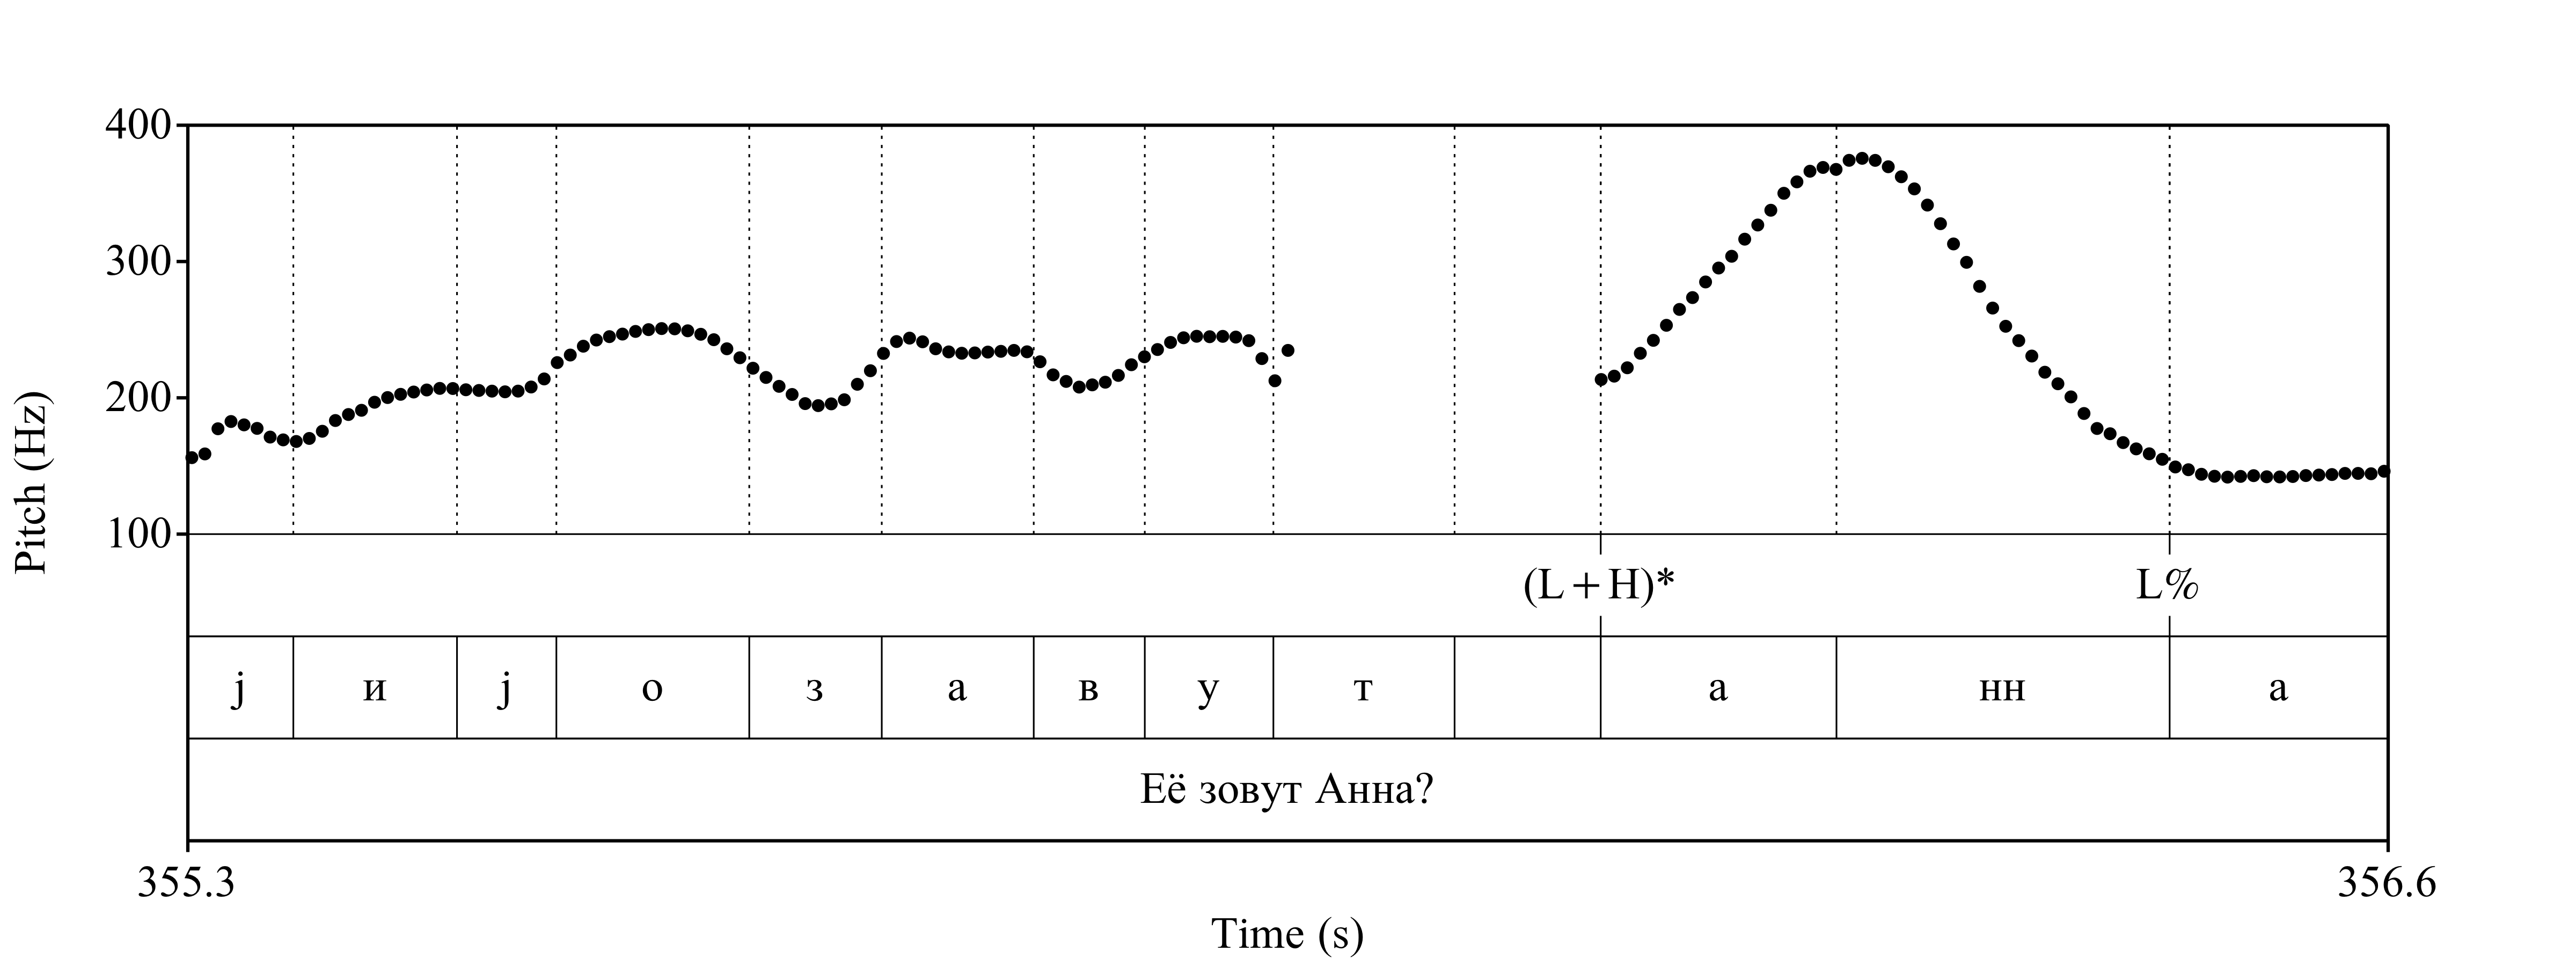 400
300
200
100
Pitch (Hz)
(L+H)* L%
ј и ј о з а в у т а нн а
Её зовут Анна?
355.3 356.6
Time (s)